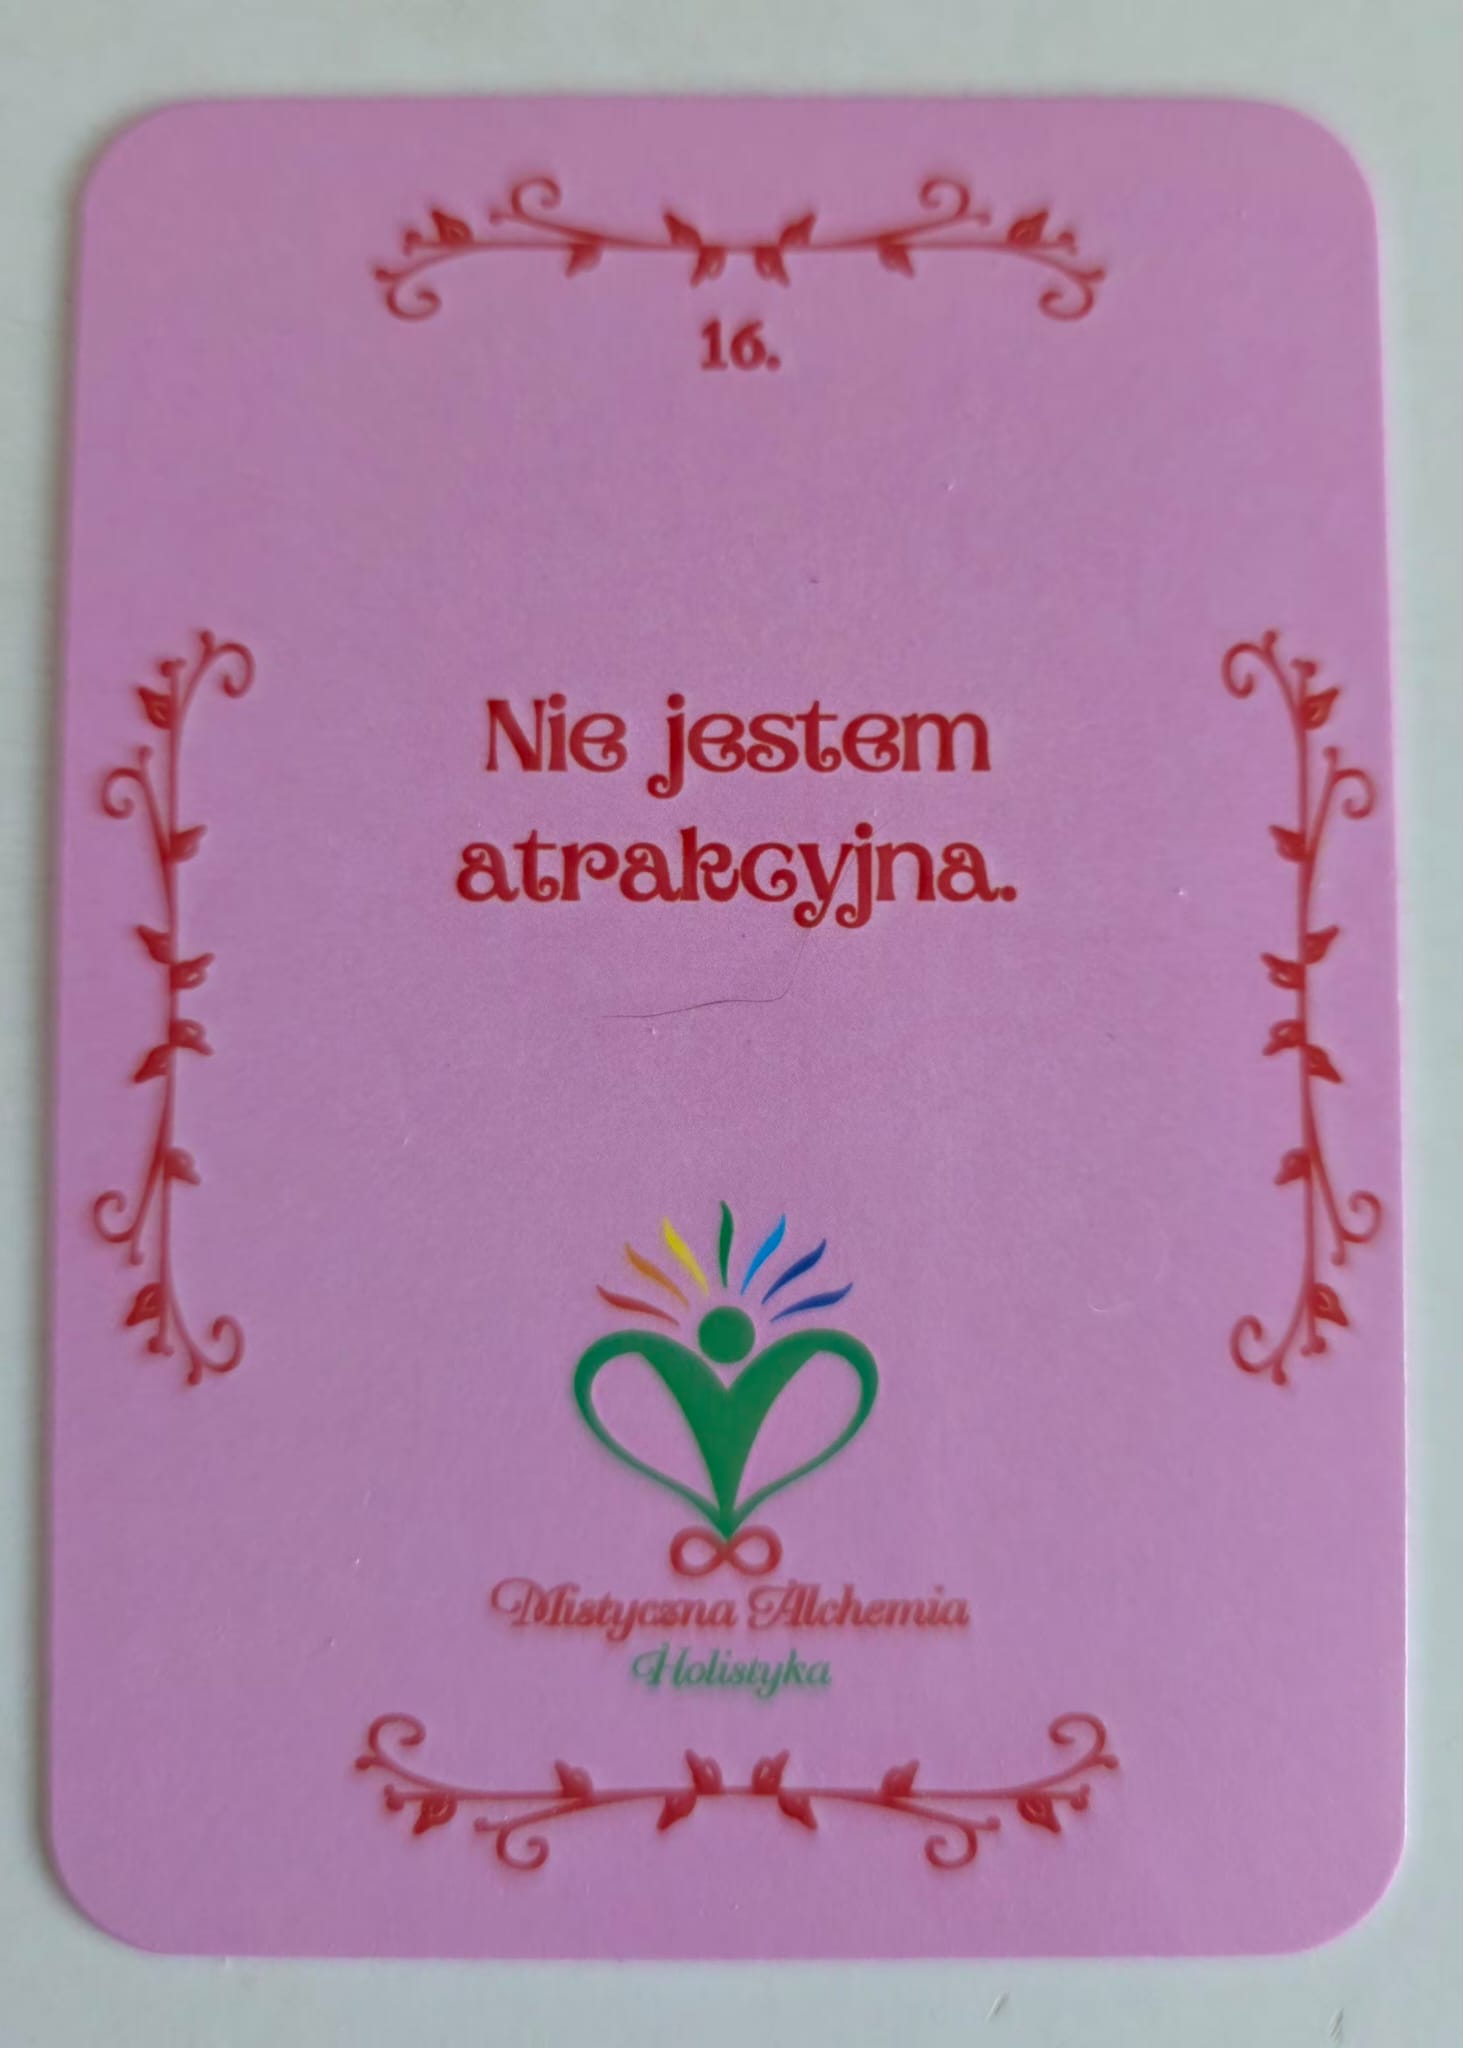 16.
Nie jestem
atrakcyjna.
Mistyczna Alchemia
Holistyka